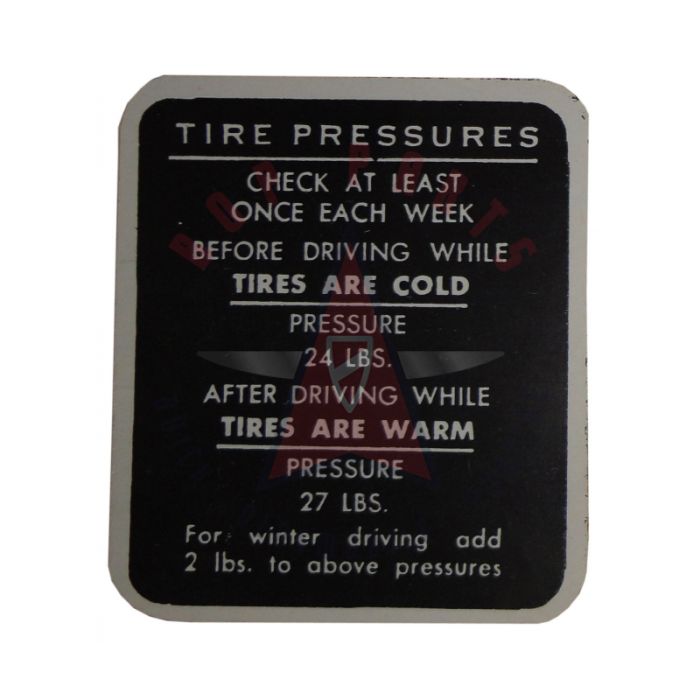 TIRE PRESSURES
CHECK AT LEAST
ONCE EACH WEEK
BEFORE DRIVING WHILE
TIRES ARE COLD
PRESSURE
24 LBS.
AFTER DRIVING WHILE
TIRES ARE WARM
PRESSURE
27 LBS.
For winter driving add
2 lbs. to above pressures